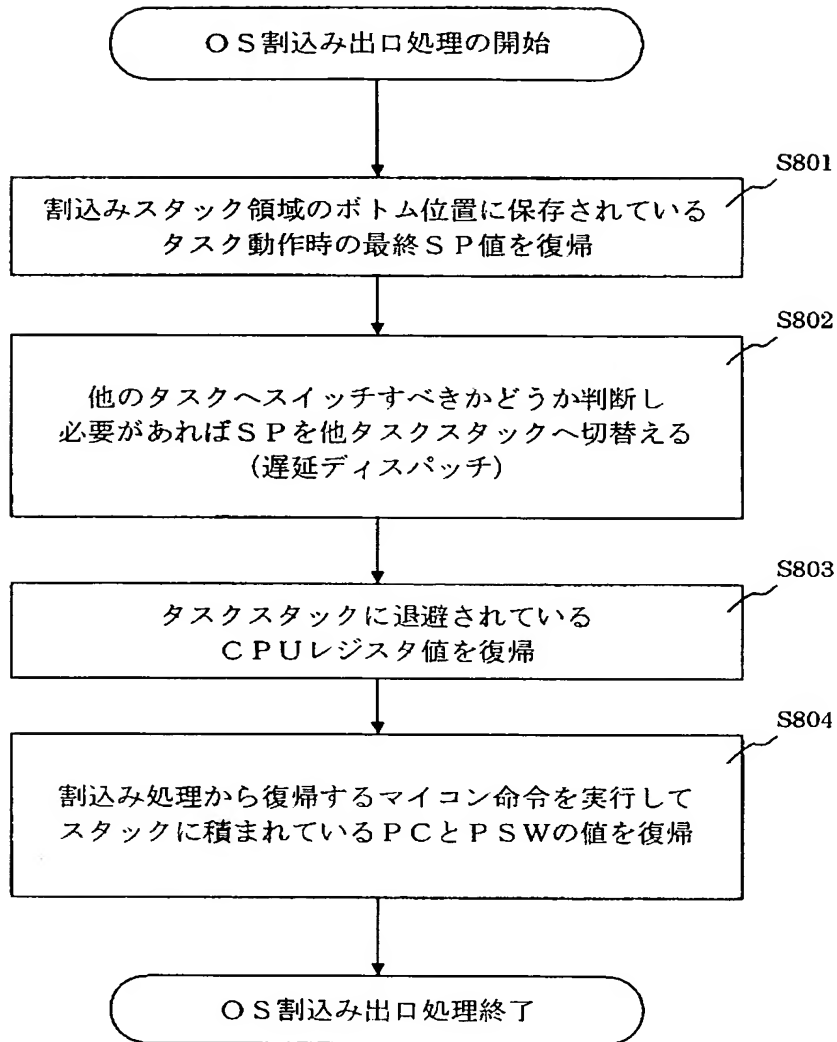 ＯＳ割込み出口処理の開始
S801
割込みスタック領域のボトム位置に保存されている
タスク動作時の最終ＳＰ値を復帰
S802
他のタスクへスイッチすべきかどうか判断し
必要があればＳＰを他タスクスタックへ切替える
(遅延ディスパッチ)
S803
タスクスタックに退避されている
ＣＰＵレジスタ値を復帰
S804
割込み処理から復帰するマイコン命令を実行して
スタックに積まれているＰＣとＰＳＷの値を復帰
ＯＳ割込み出口処理終了